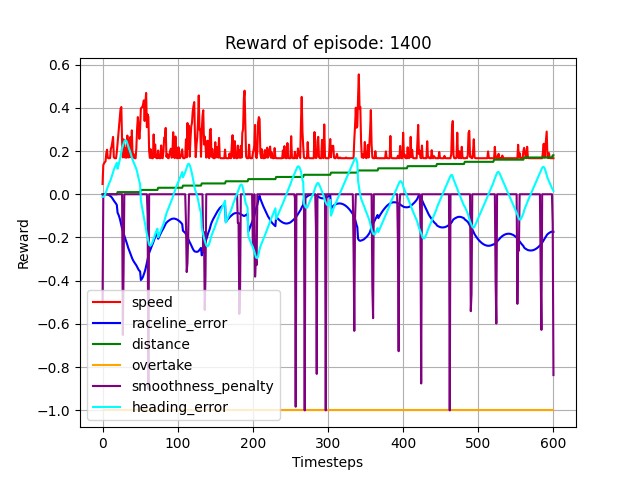 Reward of episode: 1400
0.6
0.4
0.2
0.0
−0.2
−0.4
−0.6
−0.8
−1.0
Reward
speed
raceline_error
distance
overtake
smoothness_penalty
heading_error
0 100 200 300 400 500 600
Timesteps